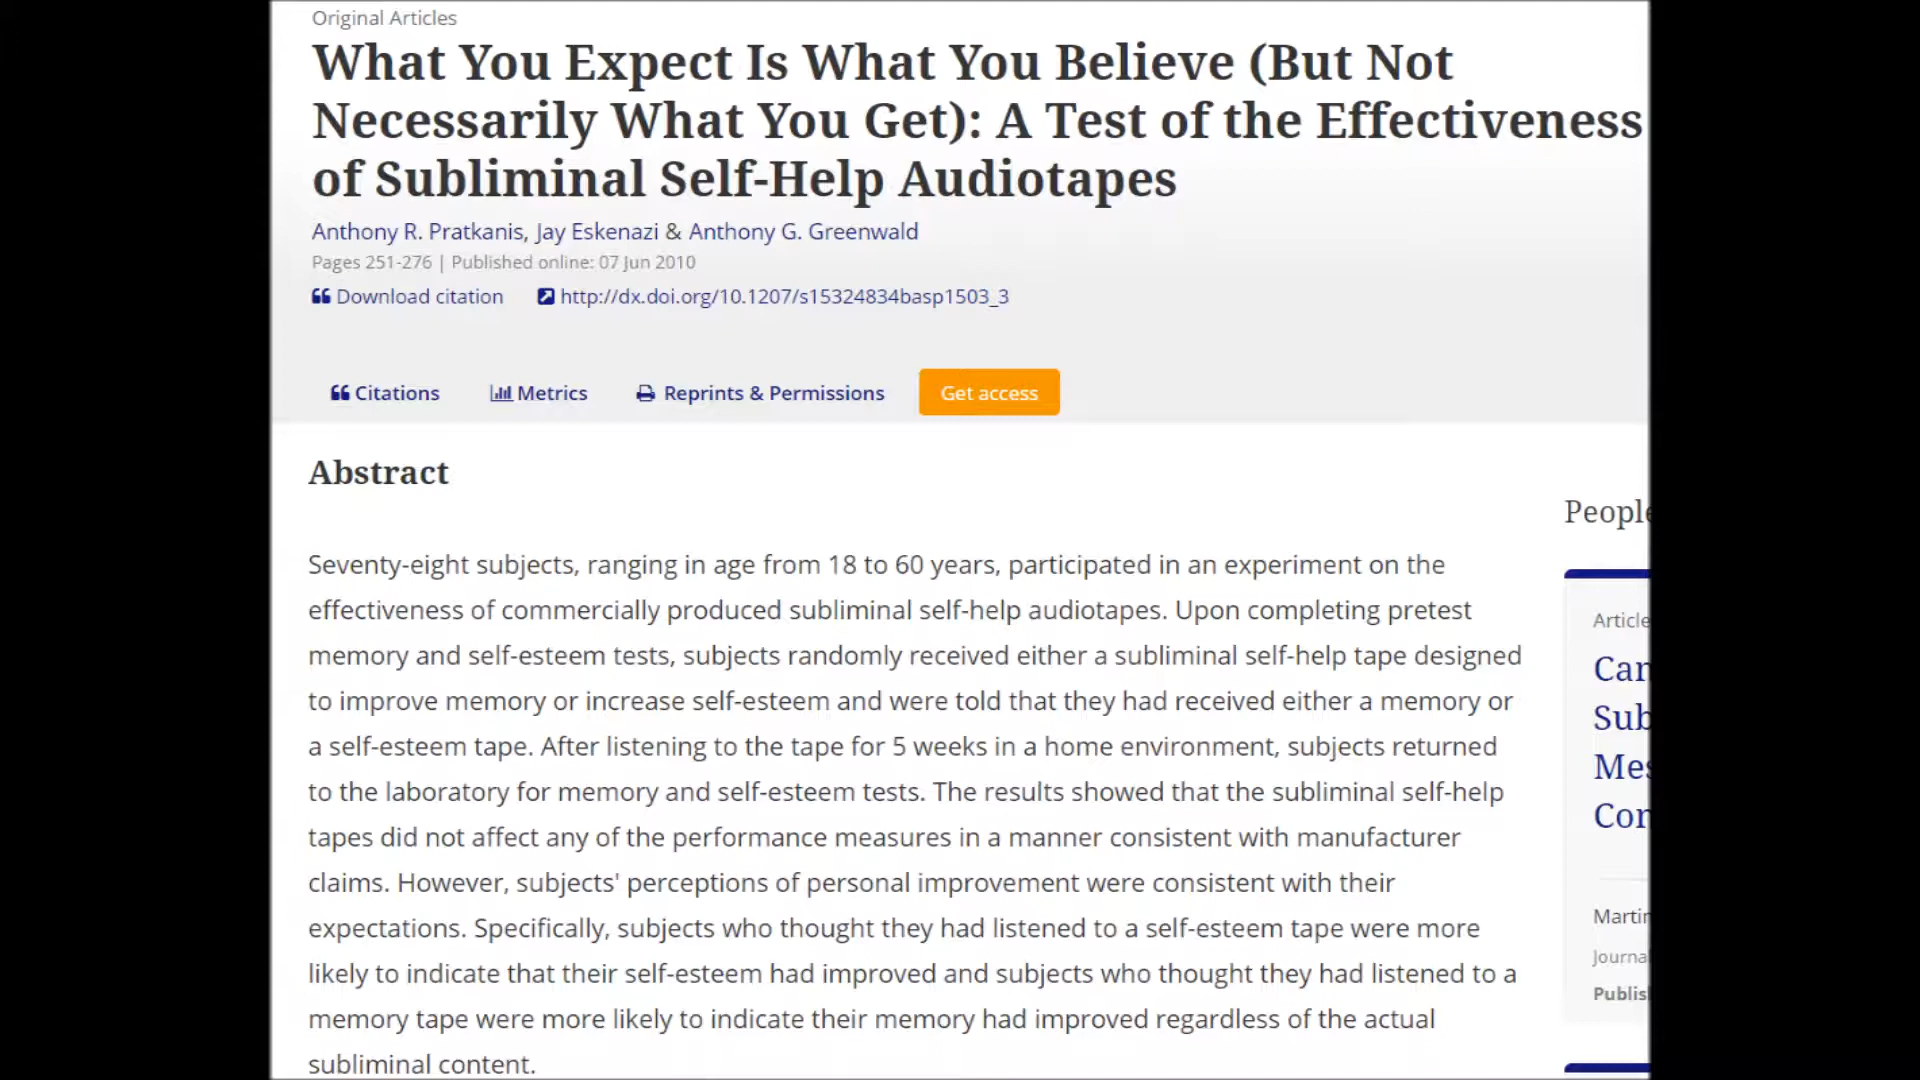 Original Articles
What You Expect Is What You Believe (But Not
Necessarily What You Get): A Test of the Effectiveness
of Subliminal Self-Help Audiotapes
Anthony R. Pratkanis, Jay Eskenazi & Anthony G. Greenwald
Pages 251-276 | Published online: 07 Jun 2010
Download citation http://dx.doi.org/10.1207/s15324834basp1503_3
Citations Metrics Reprints & Permissions Get access
Abstract
People
Seventy-eight subjects, ranging in age from 18 to 60 years, participated in an experiment on the
effectiveness of commercially produced subliminal self-help audiotapes. Upon completing pretest
memory and self-esteem tests, subjects randomly received either a subliminal self-help tape designed
to improve memory or increase self-esteem and were told that they had received either a memory or
a self-esteem tape. After listening to the tape for 5 weeks in a home environment, subjects returned
to the laboratory for memory and self-esteem tests. The results showed that the subliminal self-help
tapes did not affect any of the performance measures in a manner consistent with manufacturer
claims. However, subjects' perceptions of personal improvement were consistent with their
expectations. Specifically, subjects who thought they had listened to a self-esteem tape were more
likely to indicate that their self-esteem had improved and subjects who thought they had listened to a
memory tape were more likely to indicate their memory had improved regardless of the actual
subliminal content.
Article
Can
Sub
Mes
Con
Martin
Journa
Publis